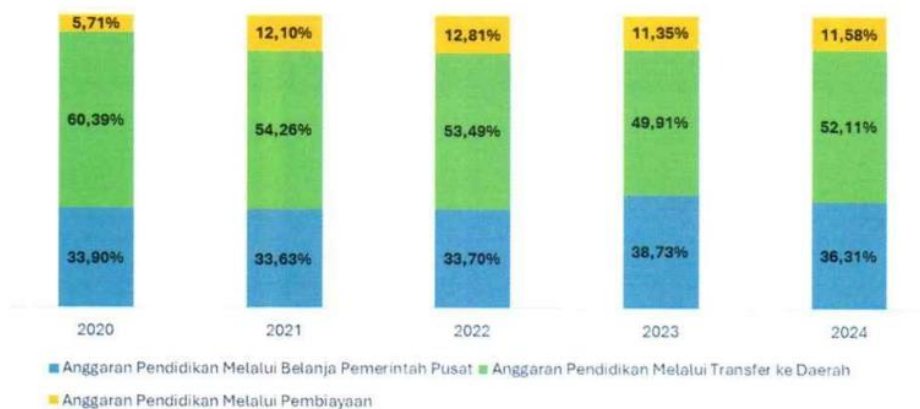 5,71% 12,10% 12,81% 11,35% 11,58%
60,39% 54,26% 53,49% 49,91% 52,11%
33,90% 33,63% 33,70% 38,73% 36,31%
2020 2021 2022 2023 2024
Anggaran Pendidikan Melalui Belanja Pemerintah Pusat Anggaran Pendidikan Melalui Transfer ke Daerah
Anggaran Pendidikan Melalui Pembiayaan